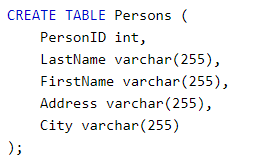 CREATE TABLE Persons (
    PersonID int,
    LastName varchar(255),
    FirstName varchar(255),
    Address varchar(255),
    City varchar(255)
);